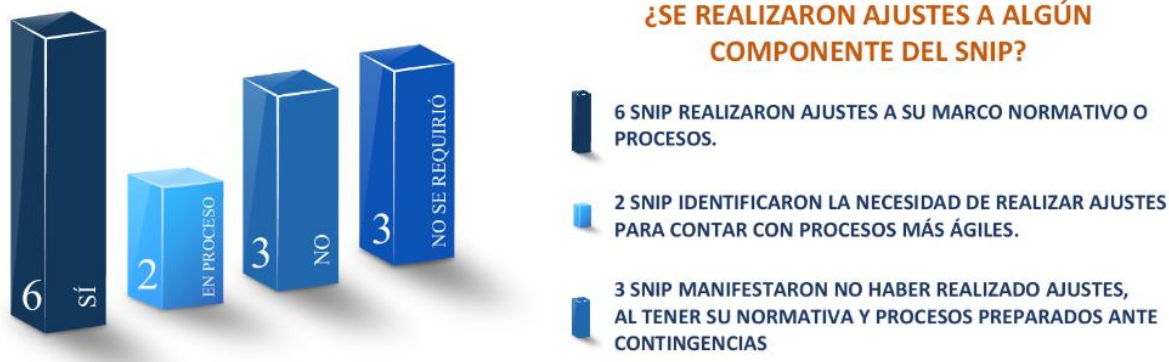 6
SÍ
2
EN PROCESO
3
NO
3
NO SE REQUIRIÓ
¿SE REALIZARON AJUSTES A ALGÚN
COMPONENTE DEL SNIP?
6 SNIP REALIZARON AJUSTES A SU MARCO NORMATIVO O
PROCESOS.
2 SNIP IDENTIFICARON LA NECESIDAD DE REALIZAR AJUSTES
PARA CONTAR CON PROCESOS MÁS ÁGILES.
3 SNIP MANIFESTARON NO HABER REALIZADO AJUSTES,
AL TENER SU NORMATIVA Y PROCESOS PREPARADOS ANTE
CONTINGENCIAS